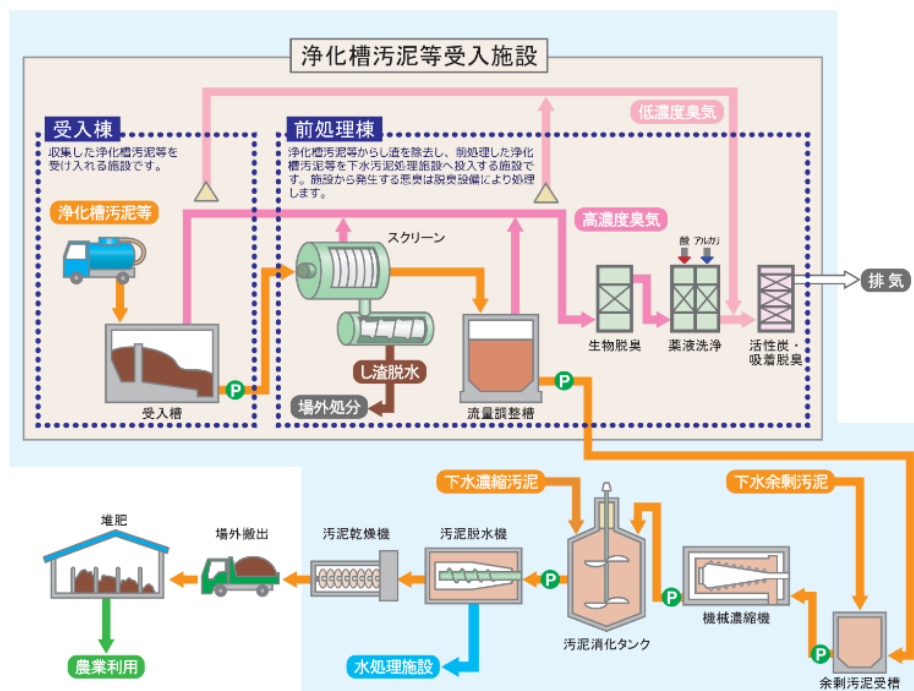 浄化槽汚泥等受入施設
受入棟
収集した浄化槽汚泥等を
受け入れる施設です。
前処理棟
浄化槽汚泥等からし渣を除去し、前処理した浄化
槽汚泥等を下水汚泥処理施設へ投入する施設で
す。施設から発生する悪臭は脱臭設備により処理
します。
低濃度臭気
浄化槽汚泥等
スクリーン
高濃度臭気
酸 アルカリ
排気
P
受入槽
し渣脱水
場外処分
P
流量調整槽
生物脱臭
薬液洗浄
活性炭・
吸着脱臭
下水濃縮汚泥
下水余剰汚泥
堆肥
場外搬出
汚泥乾燥機
汚泥脱水機
P
汚泥消化タンク
P
機械濃縮機
P
余剰汚泥受槽
農業利用
水処理施設